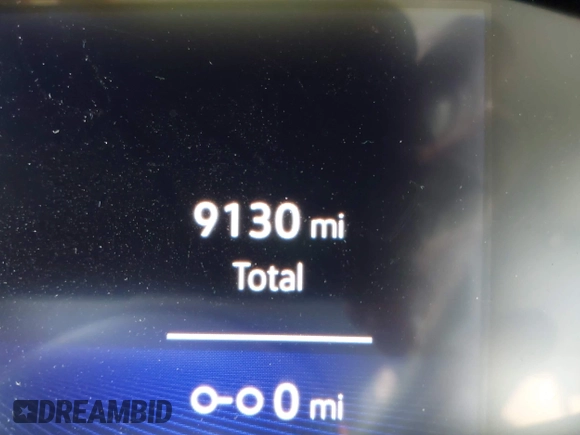 9130 mi
Total
0 mi
DREAMBID